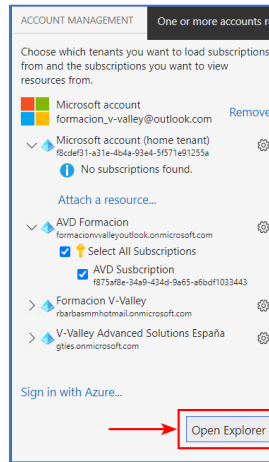 ACCOUNT MANAGEMENT
One or more accounts r
Choose which tenants you want to load subscriptions
from and the subscriptions you want to view
resources from.
Microsoft account
formacion_v-valley@outlook.com
Remove
Microsoft account (home tenant)
f8cdef31-a31e-4b4a-93e4-5f571e91255a
No subscriptions found.
Attach a resource...
AVD Formacion
formacionvvalleyoutlook.onmicrosoft.com
Select All Subscriptions
AVD Susbcription
f875af8e-34a9-434d-9a65-a6bdf1033443
Formacion V-Valley
rbarbasmmhotmail.onmicrosoft.com
V-Valley Advanced Solutions España
gties.onmicrosoft.com
Sign in with Azure...
Open Explorer